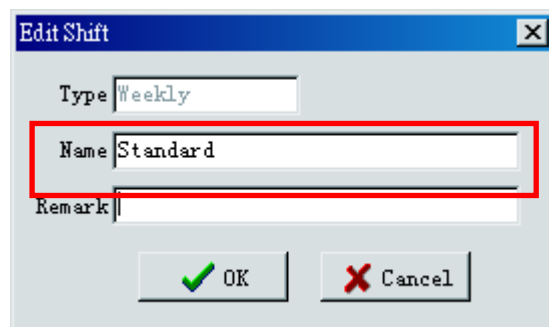 Edit Shift
Type Weekly
Name Standard
Remark
OK Cancel